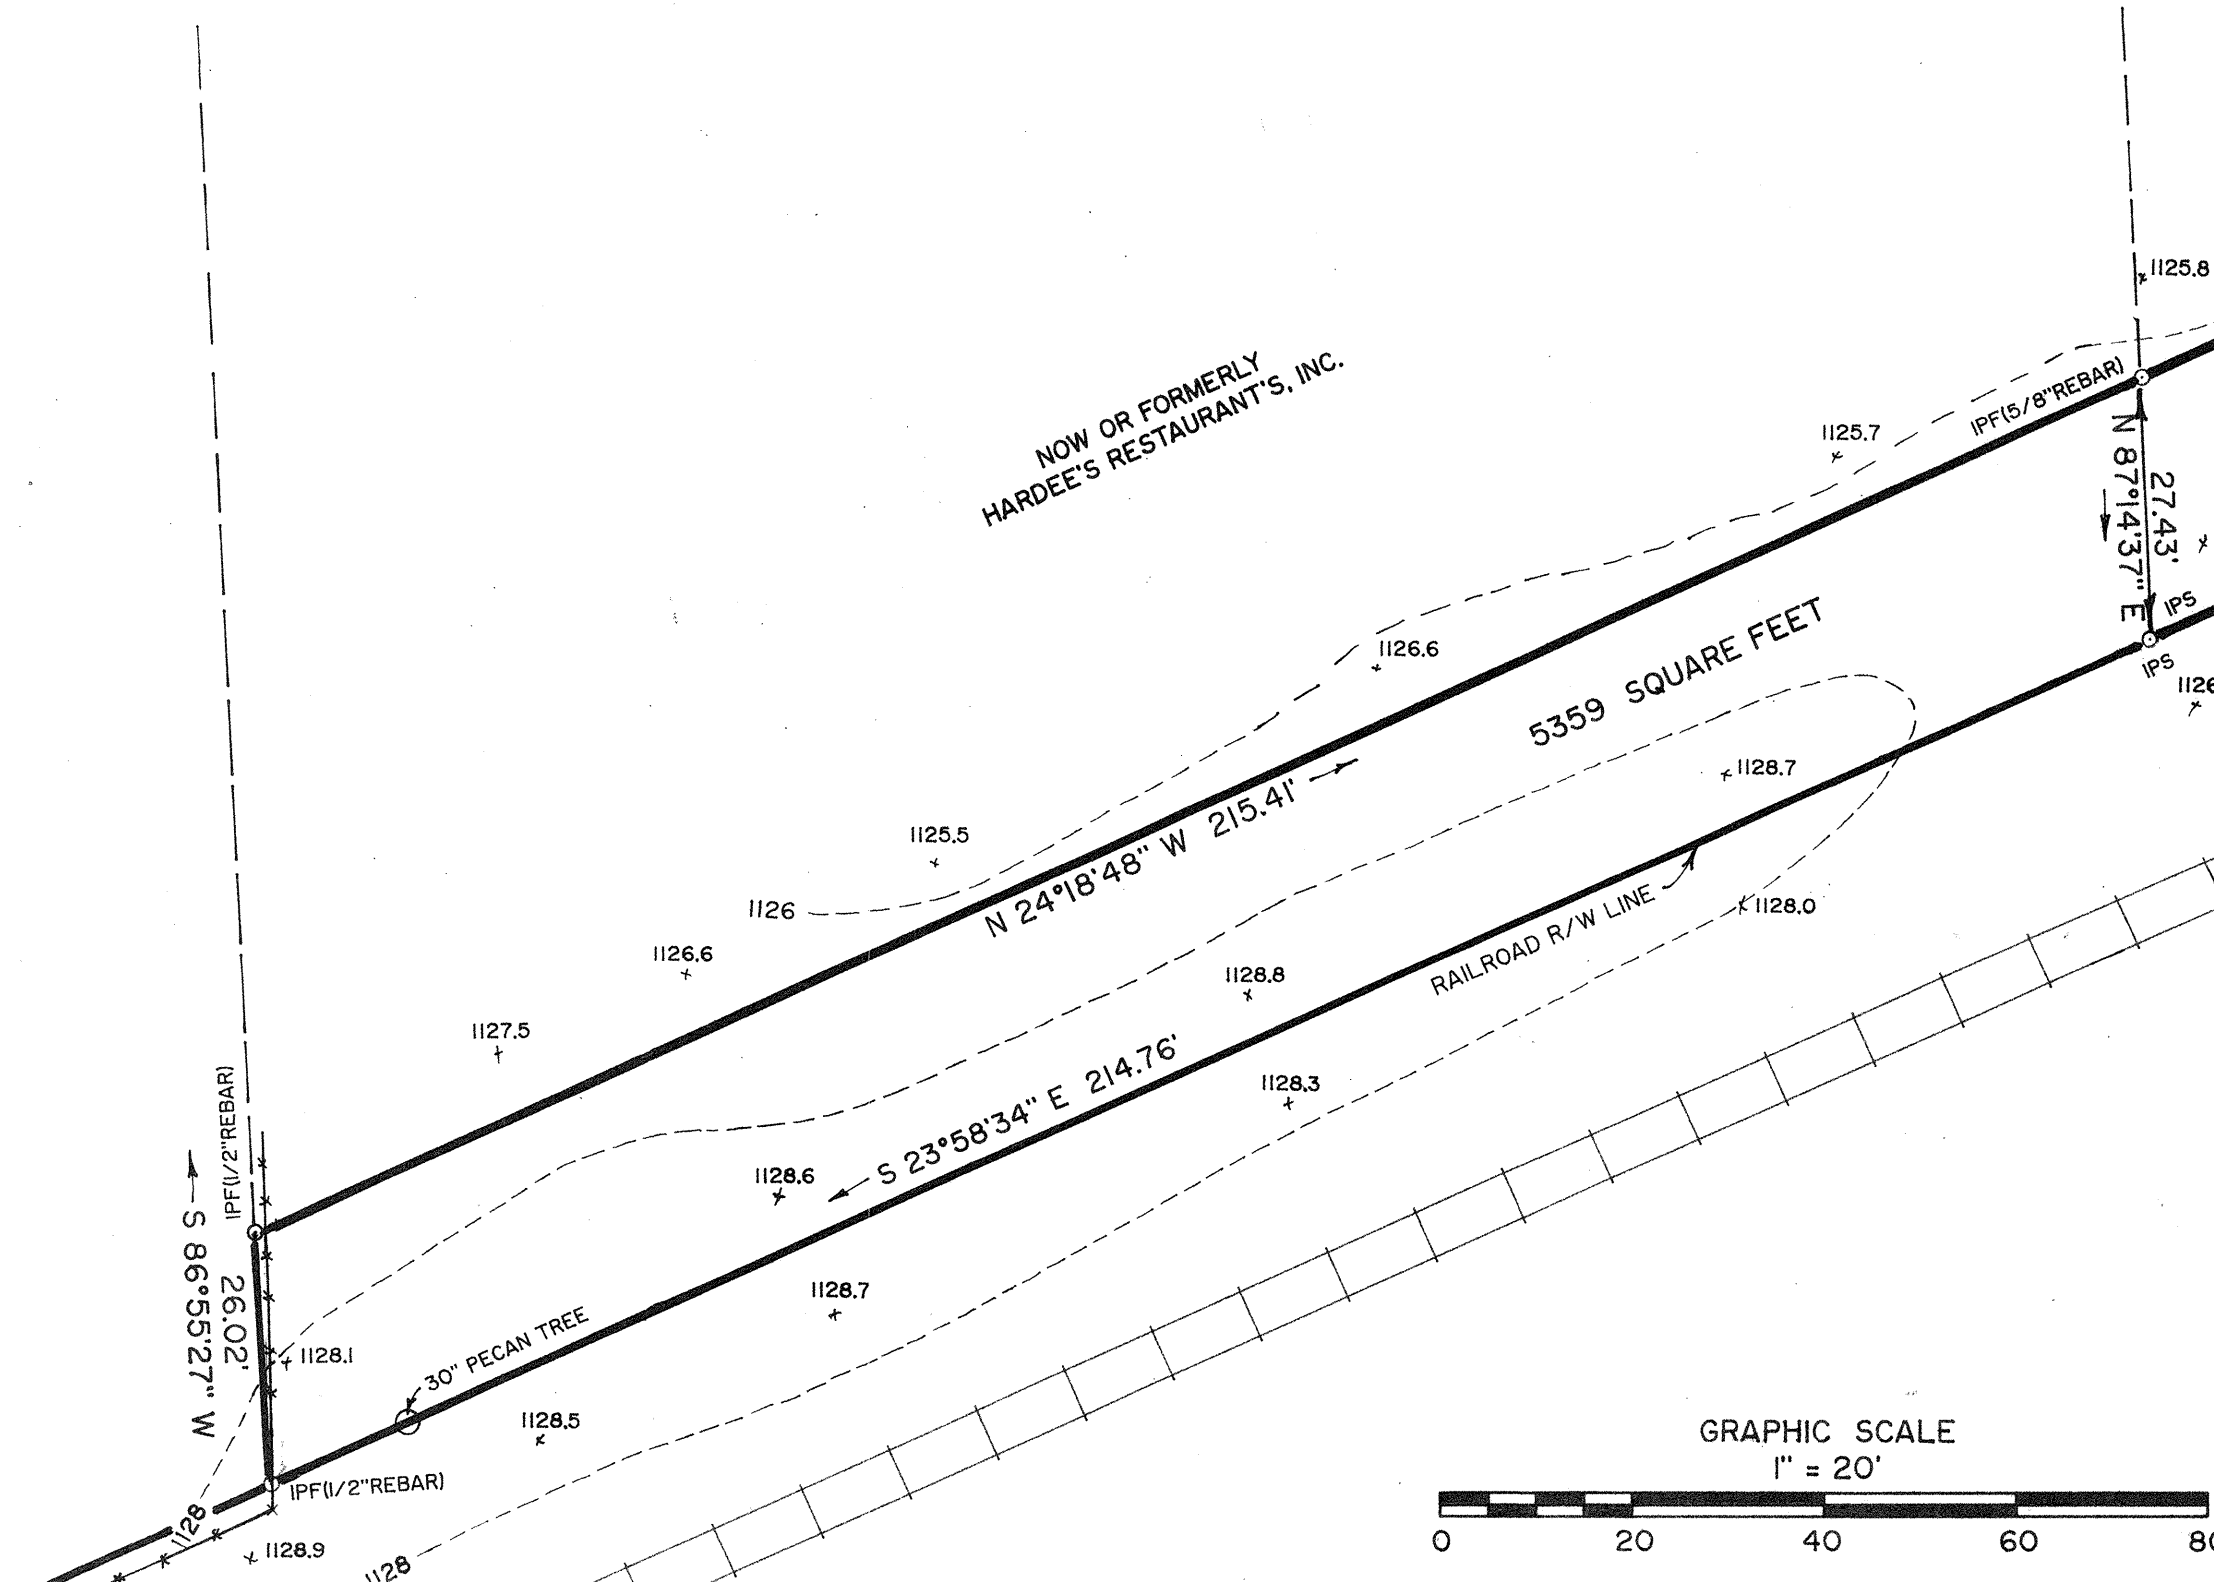 1125.8
NOW OR FORMERLY
HARDEE'S RESTAURANT'S, INC.
IPF(5/8"REBAR)
1125.7
N 87°14'37" E
27.43'
IPS
IPS
1126
1126.6
5359 SQUARE FEET
1128.7
1125.5
N 24°18'48" W 215.41'
1126
1126.6
RAILROAD R/W LINE
1128.0
1128.8
1127.5
S 23°58'34" E 214.76'
1128.3
IPF(1/2"REBAR)
1128.6
S 86°55'27" W
26.02'
1128.7
30" PECAN TREE
1128.1
1128.5
IPF(1/2"REBAR)
1128
1128.9
1128
GRAPHIC SCALE
1" = 20'
0 20 40 60 80